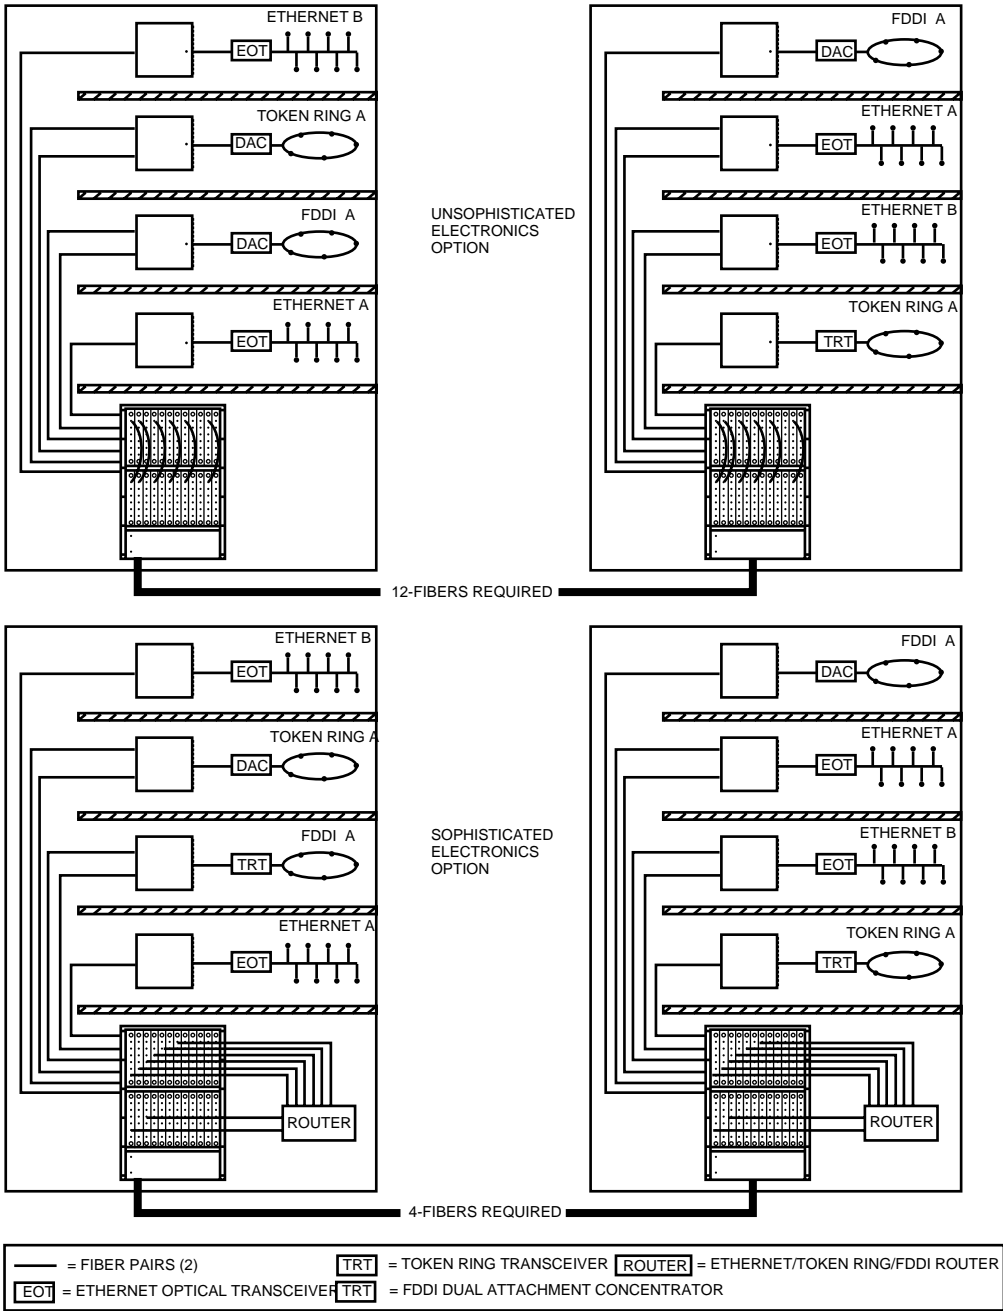 ETHERNET B
EOT
TOKEN RING A
DAC
FDDI A
DAC
ETHERNET A
EOT
UNSOPHISTICATED
ELECTRONICS
OPTION
FDDI A
DAC
ETHERNET A
EOT
ETHERNET B
EOT
TOKEN RING A
TRT
12-FIBERS REQUIRED
ETHERNET B
EOT
TOKEN RING A
DAC
FDDI A
TRT
ETHERNET A
EOT
ROUTER
SOPHISTICATED
ELECTRONICS
OPTION
FDDI A
DAC
ETHERNET A
EOT
ETHERNET B
EOT
TOKEN RING A
TRT
ROUTER
4-FIBERS REQUIRED
= FIBER PAIRS (2)
TRT = TOKEN RING TRANSCEIVER
ROUTER = ETHERNET/TOKEN RING/FDDI ROUTER
EOT = ETHERNET OPTICAL TRANSCEIVER
TRT = FDDI DUAL ATTACHMENT CONCENTRATOR